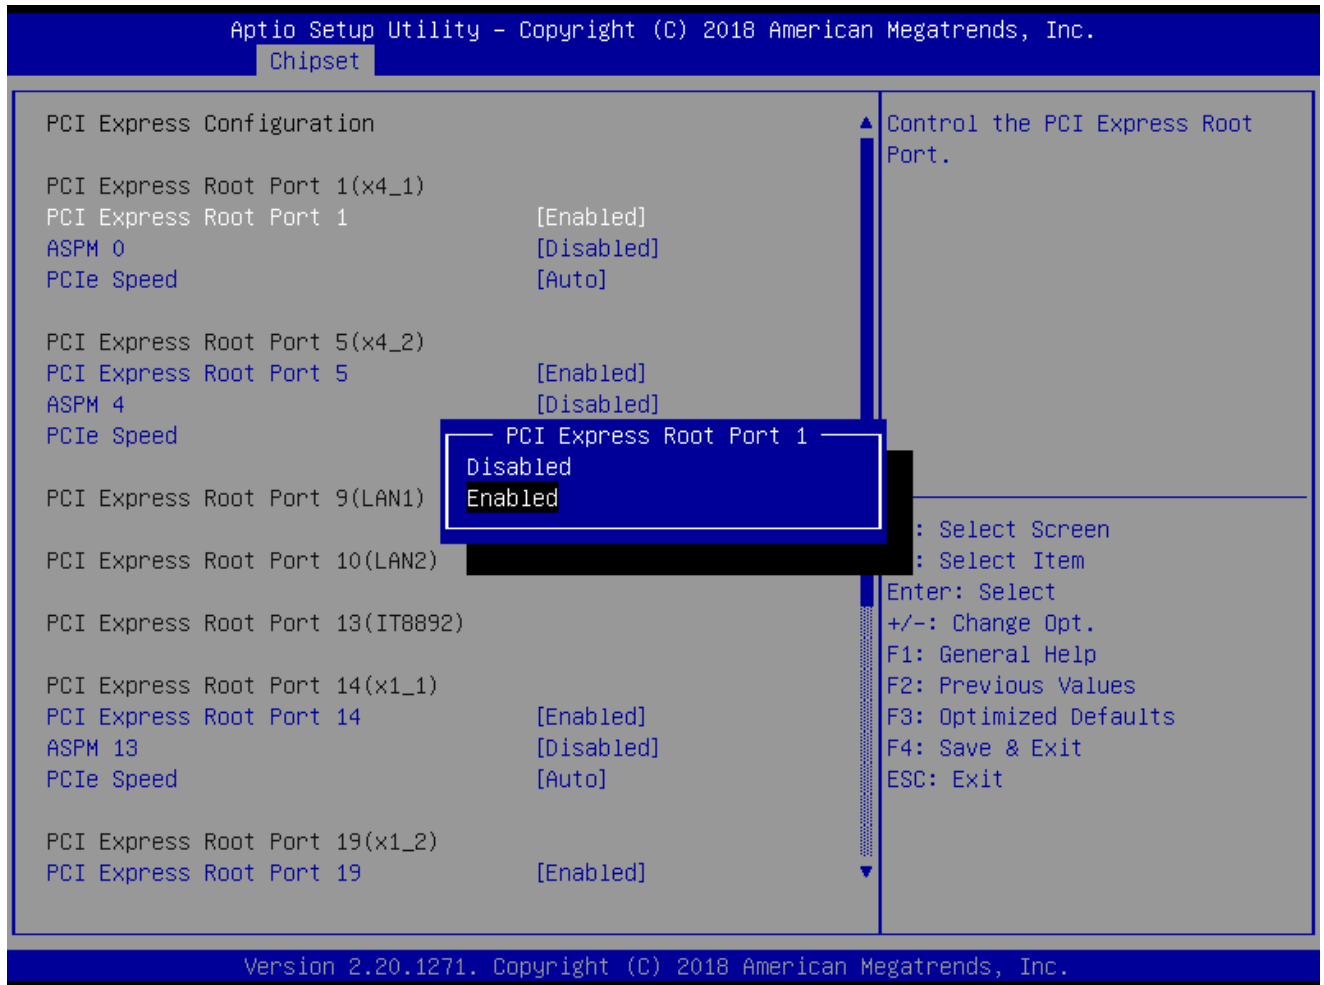 Aptio Setup Utility – Copyright (C) 2018 American Megatrends, Inc.
Chipset
PCI Express Configuration
PCI Express Root Port 1(x4_1)
PCI Express Root Port 1 [Enabled]
ASPM 0 [Disabled]
PCIe Speed [Auto]
PCI Express Root Port 5(x4_2)
PCI Express Root Port 5 [Enabled]
ASPM 4 [Disabled]
PCIe Speed
PCI Express Root Port 9(LAN1)
PCI Express Root Port 10(LAN2)
PCI Express Root Port 13(IT8892)
PCI Express Root Port 14(x1_1)
PCI Express Root Port 14 [Enabled]
ASPM 13 [Disabled]
PCIe Speed [Auto]
PCI Express Root Port 19(x1_2)
PCI Express Root Port 19 [Enabled]
PCI Express Root Port 1
Disabled
Enabled
Control the PCI Express Root
Port.
: Select Screen
: Select Item
Enter: Select
+/-: Change Opt.
F1: General Help
F2: Previous Values
F3: Optimized Defaults
F4: Save & Exit
ESC: Exit
Version 2.20.1271. Copyright (C) 2018 American Megatrends, Inc.